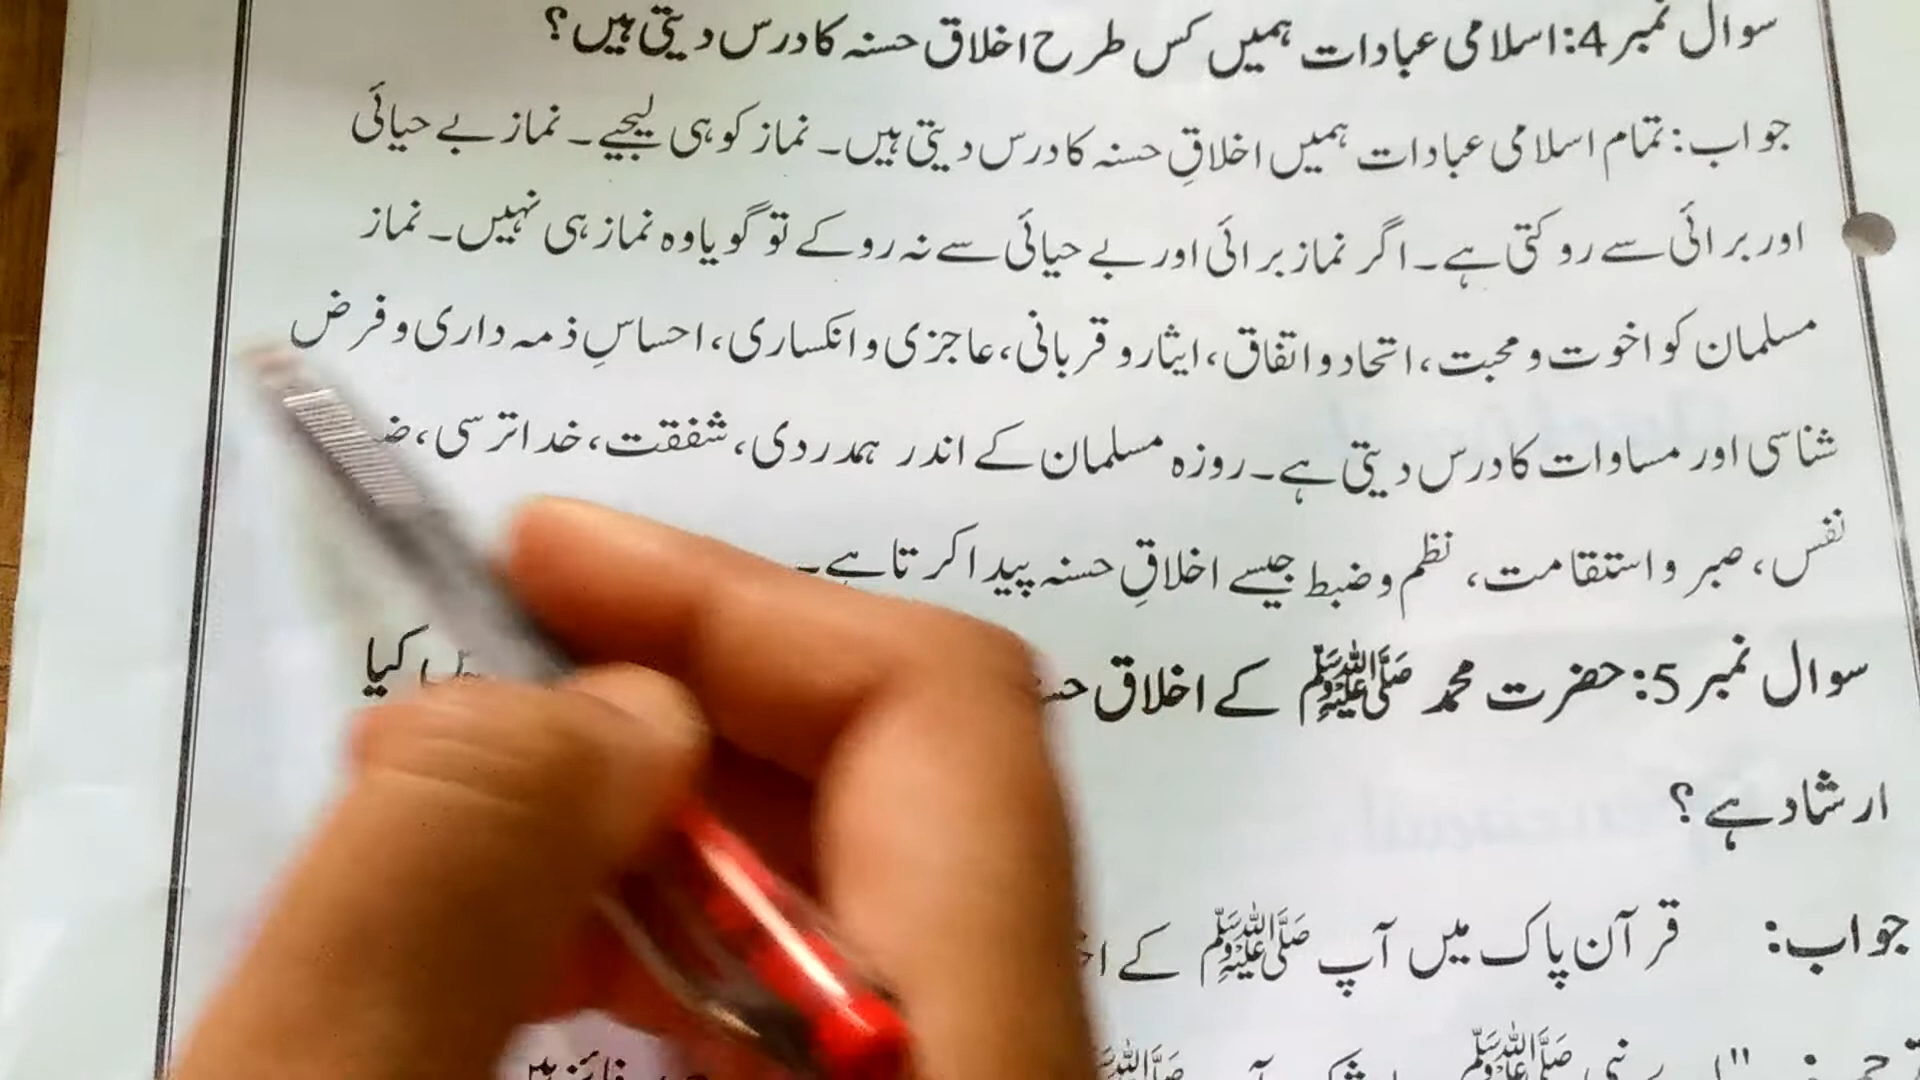 سوال نمبر 4: اسلامی عبادات ہمیں کس طرح اخلاق حسنہ کا درس دیتی ہیں؟
جواب: تمام اسلامی عبادات ہمیں اخلاقِ حسنہ کا درس دیتی ہیں۔ نماز کو ہی لیجیے۔ نماز بے حیائی
اور برائی سے روکتی ہے۔ اگر نماز برائی اور بے حیائی سے نہ روکے تو گویا وہ نماز ہی نہیں۔ نماز
مسلمان کو اخوت و محبت، اتحاد و اتفاق، ایثار و قربانی، عاجزی و انکساری، احساسِ ذمہ داری و فرض
شناسی اور مساوات کا درس دیتی ہے۔ روزہ مسلمان کے اندر ہمدردی، شفقت، خدا ترسی،
نفس، صبر و استقامت، نظم و ضبط جیسے اخلاقِ حسنہ پیدا کرتا ہے۔
سوال نمبر 5: حضرت محمد ﷺ کے اخلاق کیا
ارشاد ہے؟
جواب: قرآن پاک میں آپ ﷺ کے
نبی ﷺ